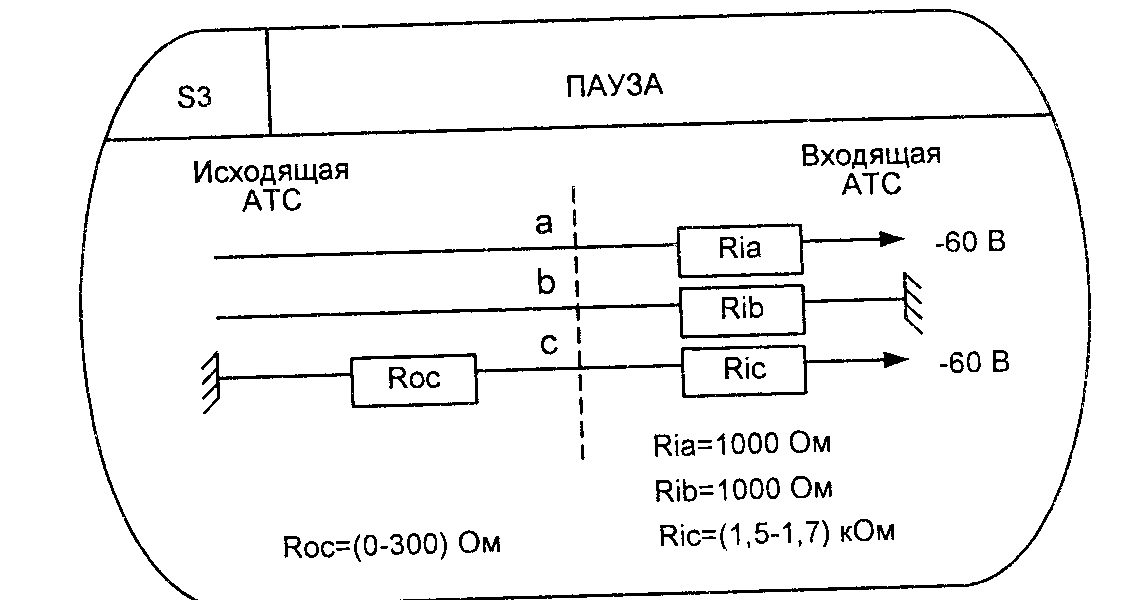 S3
ПАУЗА
Исходящая
АТС
Входящая
АТС
a
Ria
-60 В
b
Rib
c
Roc
Ric
-60 В
Ria=1000 Ом
Rib=1000 Ом
Roc=(0-300) Ом
Ric=(1,5-1,7) кОм